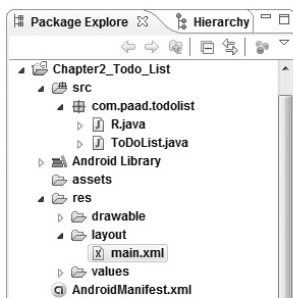 Package Explore Hierarchy
Chapter2_Todo_List
src
com.paad.todolist
R.java
ToDoList.java
Android Library
assets
res
drawable
layout
main.xml
values
AndroidManifest.xml